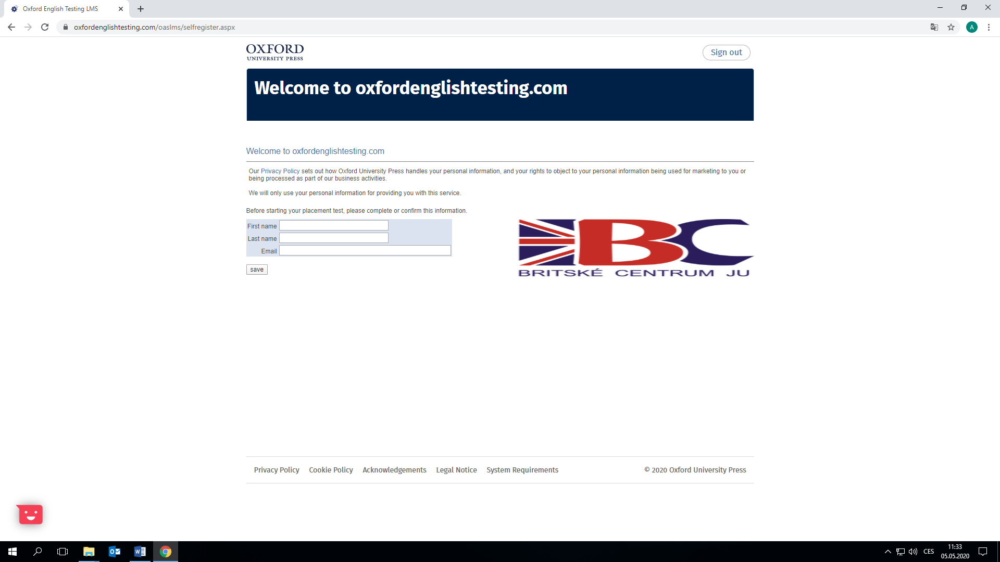 Oxford English Testing LMS
oxfordenglishtesting.com/oaslms/selfregister.aspx
A
OXFORD
UNIVERSITY PRESS
Sign out
Welcome to oxfordenglishtesting.com
Welcome to oxfordenglishtesting.com
Our Privacy Policy sets out how Oxford University Press handles your personal information, and your rights to object to your personal information being used for marketing to you or
being processed as part of our business activities.
We will only use your personal information for providing you with this service.
Before starting your placement test, please complete or confirm this information.
First name
Last name
Email
save
BC
BRITSKÉ CENTRUM JU
Privacy Policy Cookie Policy Acknowledgements Legal Notice System Requirements © 2020 Oxford University Press
CES
11:33
05.05.2020